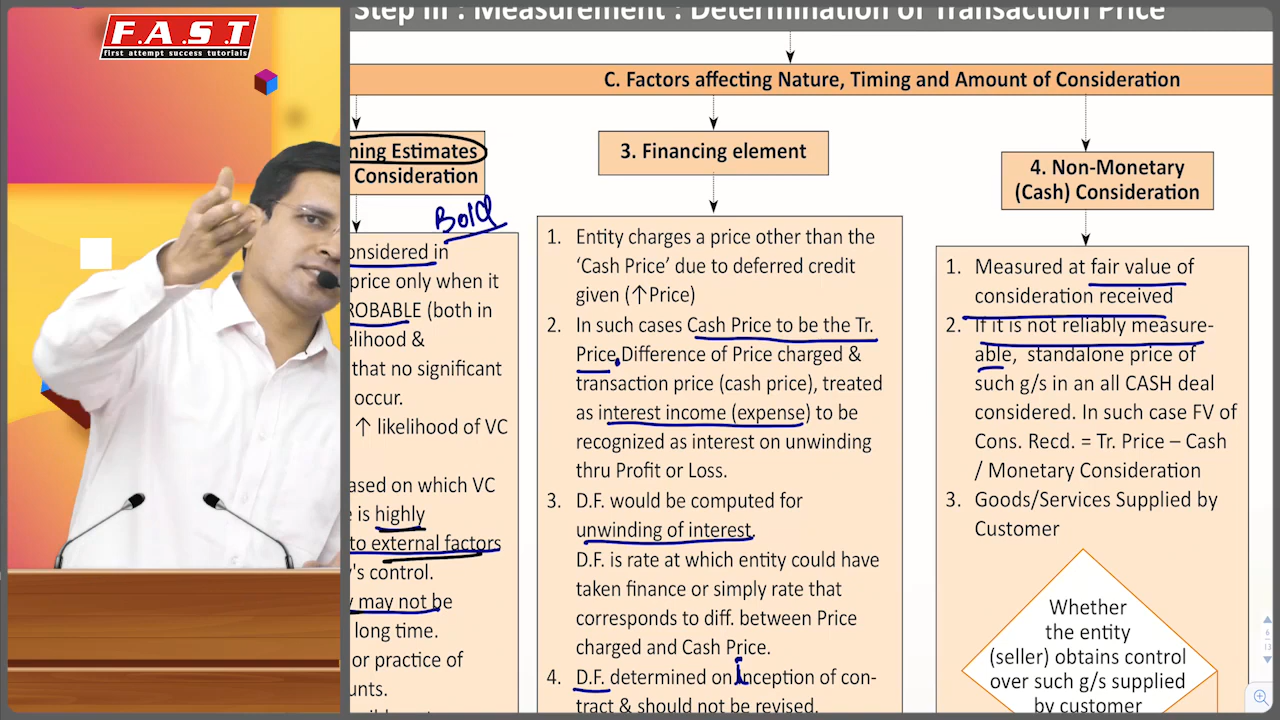 F.A.S.T
first attempt success tutorials
Step III : Measurement : Determination of Transaction Price
C. Factors affecting Nature, Timing and Amount of Consideration
ning Estimates
Consideration
BoIQ
onsidered in
price only when it
ROBABLE (both in
elihood &
that no significant
occur.
↑ likelihood of VC
ased on which VC
e is highly
to external factors
y's control.
y may not be
long time.
or practice of
unts.
3. Financing element
1. Entity charges a price other than the
‘Cash Price’ due to deferred credit
given (↑Price)
2. In such cases Cash Price to be the Tr.
Price. Difference of Price charged &
transaction price (cash price), treated
as interest income (expense) to be
recognized as interest on unwinding
thru Profit or Loss.
3. D.F. would be computed for
unwinding of interest.
D.F. is rate at which entity could have
taken finance or simply rate that
corresponds to diff. between Price
charged and Cash Price.
4. D.F. determined on inception of con-
tract & should not be revised.
4. Non-Monetary
(Cash) Consideration
1. Measured at fair value of
consideration received
2. If it is not reliably measure-
able, standalone price of
such g/s in an all CASH deal
considered. In such case FV of
Cons. Recd. = Tr. Price – Cash
/ Monetary Consideration
3 Goods/Services Supplied by
Customer
Whether
the entity
(seller) obtains control
over such g/s supplied
by customer
6
13